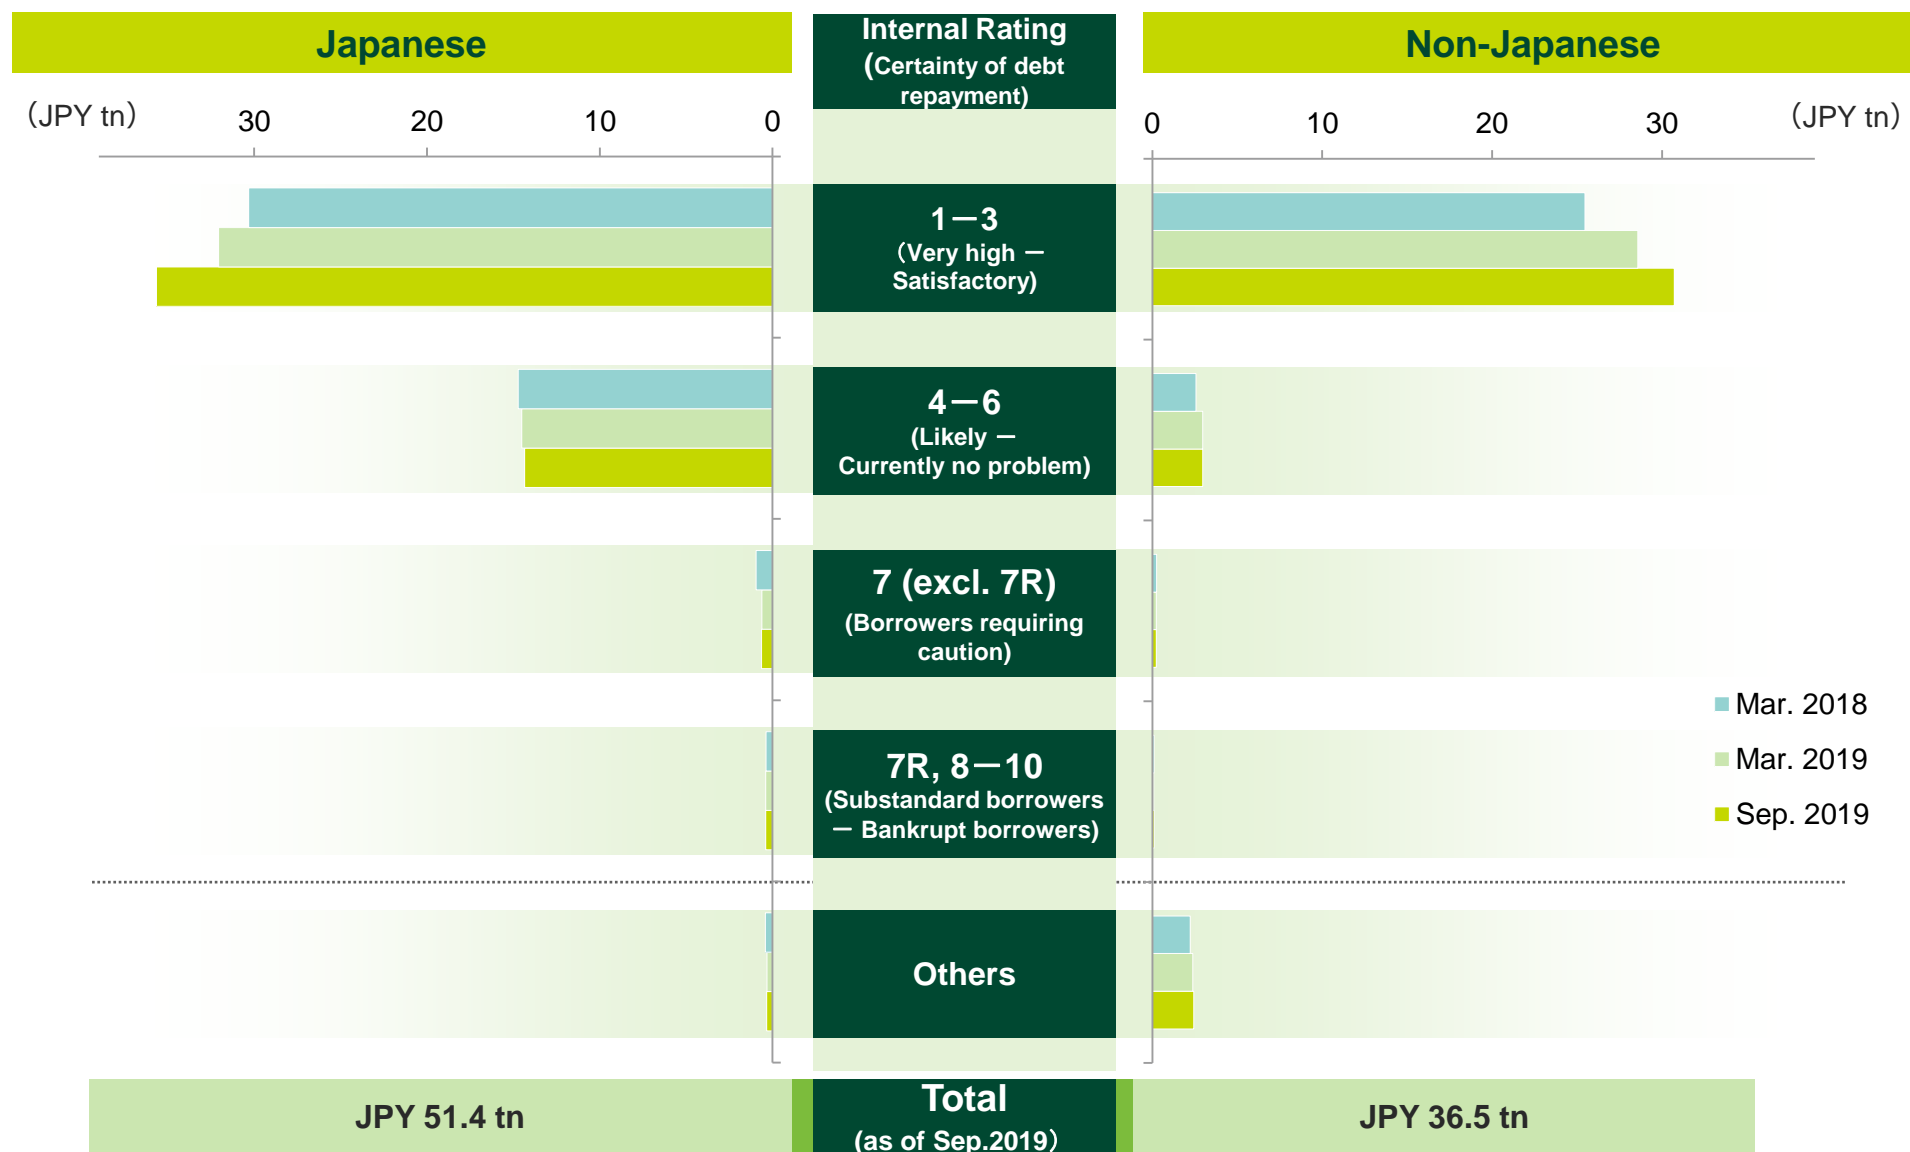 Japanese
Internal Rating
(Certainty of debt
repayment)
Non-Japanese
（JPY tn）
30
20
10
0
0
10
20
30
（JPY tn）
1－3
（Very high －
Satisfactory)
4－6
(Likely －
Currently no problem)
7 (excl. 7R)
(Borrowers requiring
caution)
7R, 8－10
(Substandard borrowers
－ Bankrupt borrowers)
Others
Mar. 2018
Mar. 2019
Sep. 2019
JPY 51.4 tn
Total
(as of Sep.2019）
JPY 36.5 tn